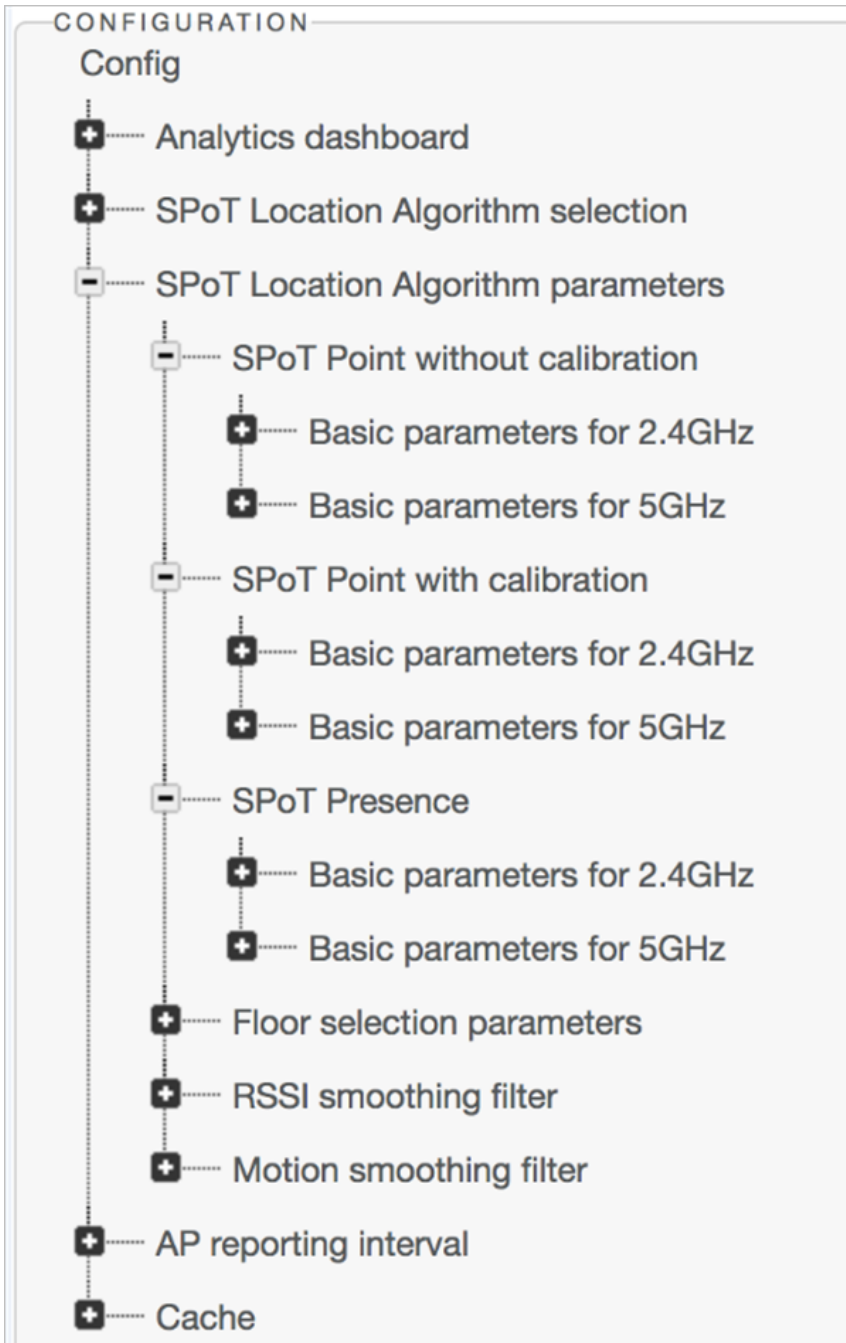 CONFIGURATION
Config
Analytics dashboard
SPoT Location Algorithm selection
SPoT Location Algorithm parameters
SPoT Point without calibration
Basic parameters for 2.4GHz
Basic parameters for 5GHz
SPoT Point with calibration
Basic parameters for 2.4GHz
Basic parameters for 5GHz
SPoT Presence
Basic parameters for 2.4GHz
Basic parameters for 5GHz
Floor selection parameters
RSSI smoothing filter
Motion smoothing filter
AP reporting interval
Cache